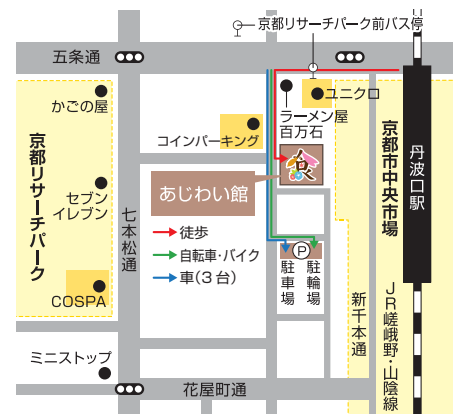 京都リサーチパーク前バス停
五条通
かごの屋
ユニクロ
ラーメン屋
百万石
コインパーキング
京都リサーチパーク
京都市中央市場
丹波口駅
食
あじわい館
セブン
イレブン
七本松通
徒歩
自転車・バイク
車(3台)
P
駐車場
駐輪場
新千本通
JR嵯峨野・山陰線
COSPA
ミニストップ
花屋町通